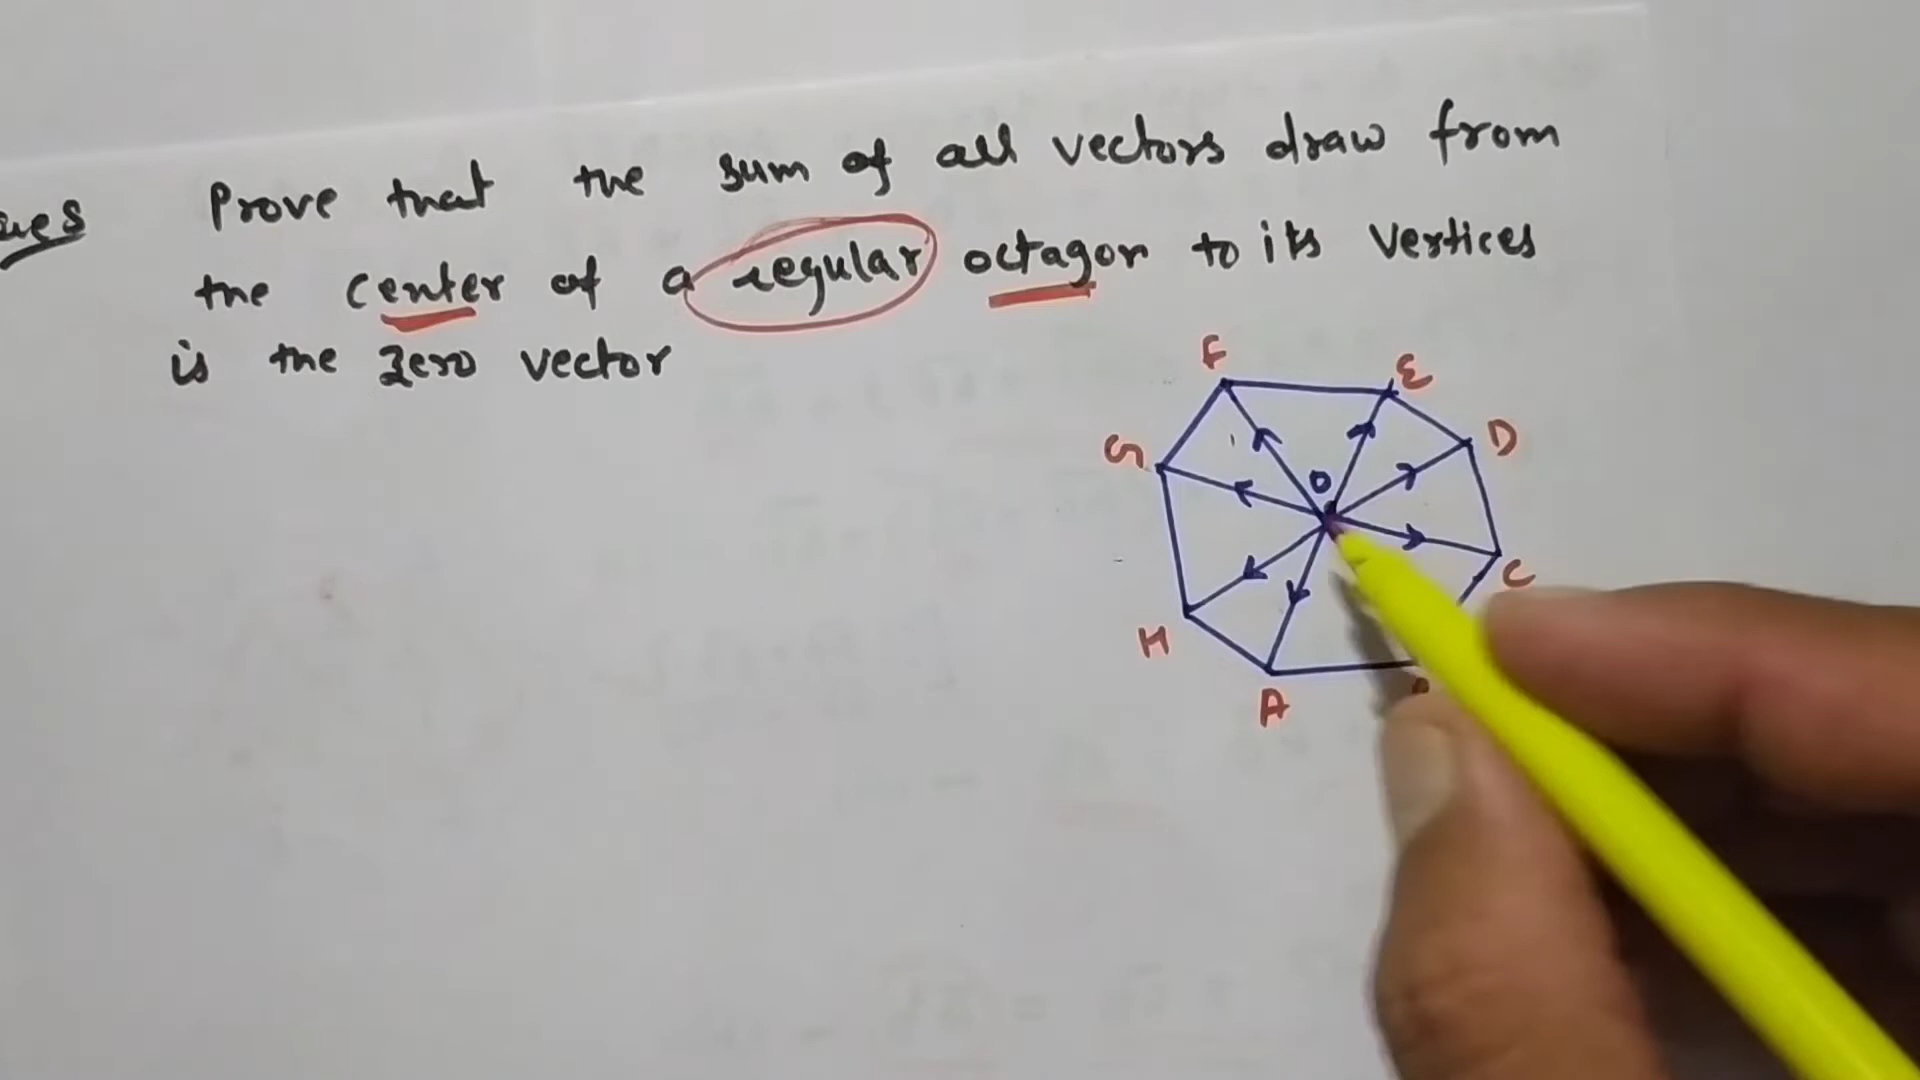 Ques Prove that the sum of all vectors draw from
the center of a regular octagon to its vertices
is the zero vector
F
E
G
D
O
C
H
A